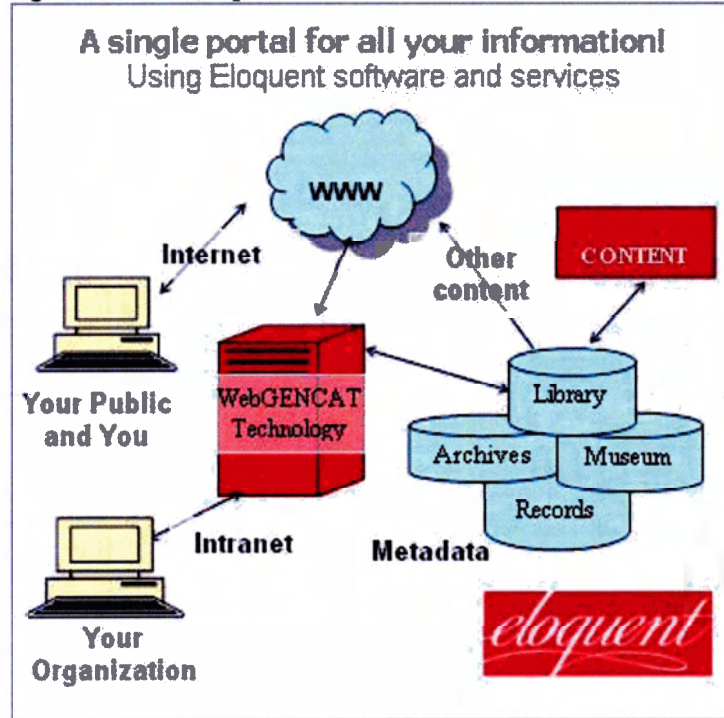 A single portal for all your information!
Using Eloquent software and services
WWW
Internet
Other
content
CONTENT
Your Public
and You
WebGENCAT
Technology
Library
Archives
Museum
Records
Intranet
Metadata
Your
Organization
eloquent